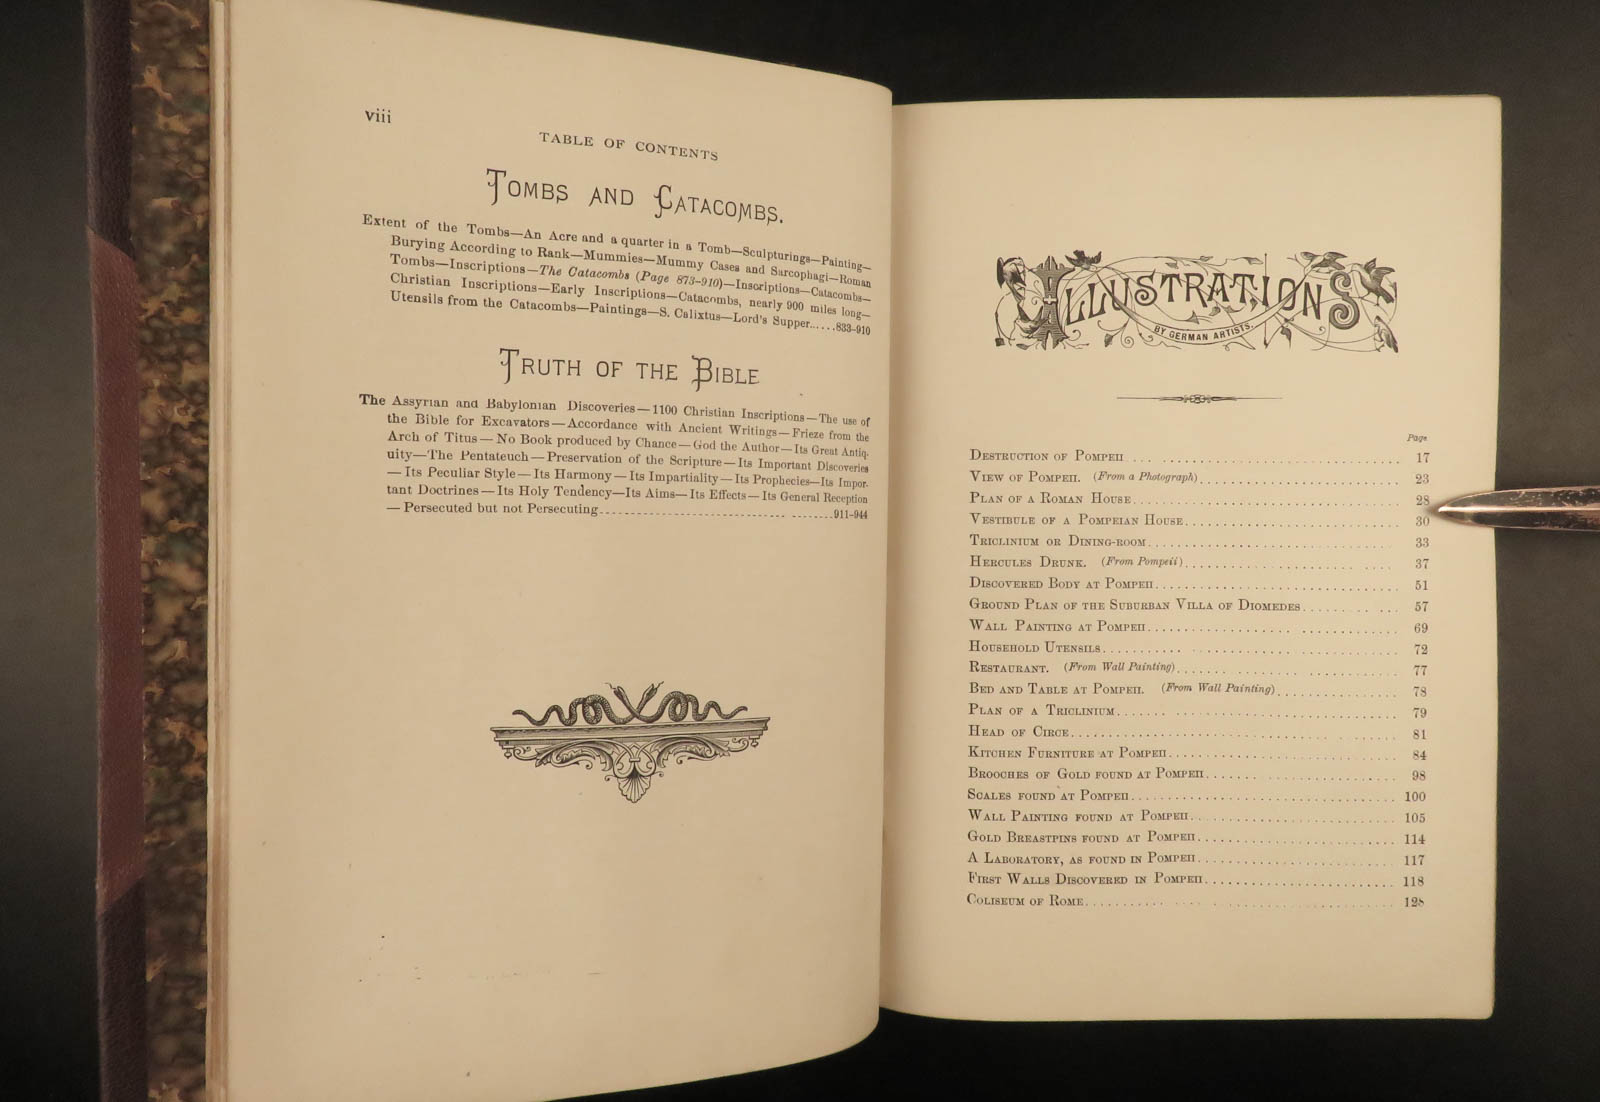 viii
TABLE OF CONTENTS
TOMBS AND CATACOMBS.
Extent of the Tombs—An Acre and a quarter in a Tomb—Sculpturings—Painting—
Burying According to Rank—Mummies—Mummy Cases and Sarcophagi—Roman
Tombs—Inscriptions—The Catacombs (Page 873-910)—Inscriptions—Catacombs—
Christian Inscriptions—Early Inscriptions—Catacombs, nearly 900 miles long—
Utensils from the Catacombs—Paintings—S. Calixtus—Lord's Supper......833-910
TRUTH OF THE BIBLE
The Assyrian and Babylonian Discoveries—1100 Christian Inscriptions—The use of
the Bible for Excavators—Accordance with Ancient Writings—Frieze from the
Arch of Titus—No Book produced by Chance—God the Author—Its Great Antiq-
uity—The Pentateuch—Preservation of the Scripture—Its Important Discoveries
—Its Peculiar Style—Its Harmony—Its Impartiality—Its Prophecies—Its Impor-
tant Doctrines—Its Holy Tendency—Its Aims—Its Effects—Its General Reception
—Persecuted but not Persecuting........911-944
ILLUSTRATIONS
BY GERMAN ARTISTS.
Page.
DESTRUCTION OF POMPEII........17
VIEW OF POMPEII. (From a Photograph)........23
PLAN OF A ROMAN HOUSE........28
VESTIBULE OF A POMPEIAN HOUSE........30
TRICLINIUM OR DINING-ROOM........33
HERCULES DRUNK. (From Pompeii)........37
DISCOVERED BODY AT POMPEII........51
GROUND PLAN OF THE SUBURBAN VILLA OF DIOMEDES........57
WALL PAINTING AT POMPEII........69
HOUSEHOLD UTENSILS........72
RESTAURANT. (From Wall Painting)........77
BED AND TABLE AT POMPEII. (From Wall Painting)........78
PLAN OF A TRICLINIUM........79
HEAD OF CIRCE........81
KITCHEN FURNITURE AT POMPEII........84
BROOCHES OF GOLD FOUND AT POMPEII........98
SCALES FOUND AT POMPEII........100
WALL PAINTING FOUND AT POMPEII........105
GOLD BREASTPINS FOUND AT POMPEII........114
A LABORATORY, AS FOUND IN POMPEII........117
FIRST WALLS DISCOVERED IN POMPEII........118
COLISEUM OF ROME........128